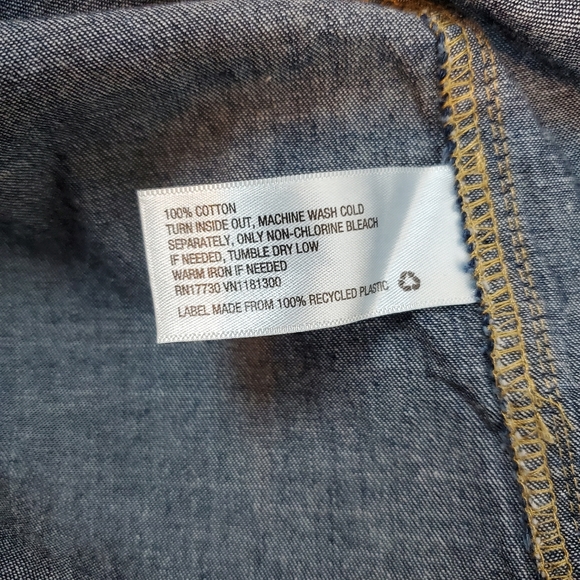 100% COTTON
TURN INSIDE OUT, MACHINE WASH COLD
SEPARATELY, ONLY NON-CHLORINE BLEACH
IF NEEDED, TUMBLE DRY LOW
WARM IRON IF NEEDED
RN17730 VN1181300
LABEL MADE FROM 100% RECYCLED PLASTIC